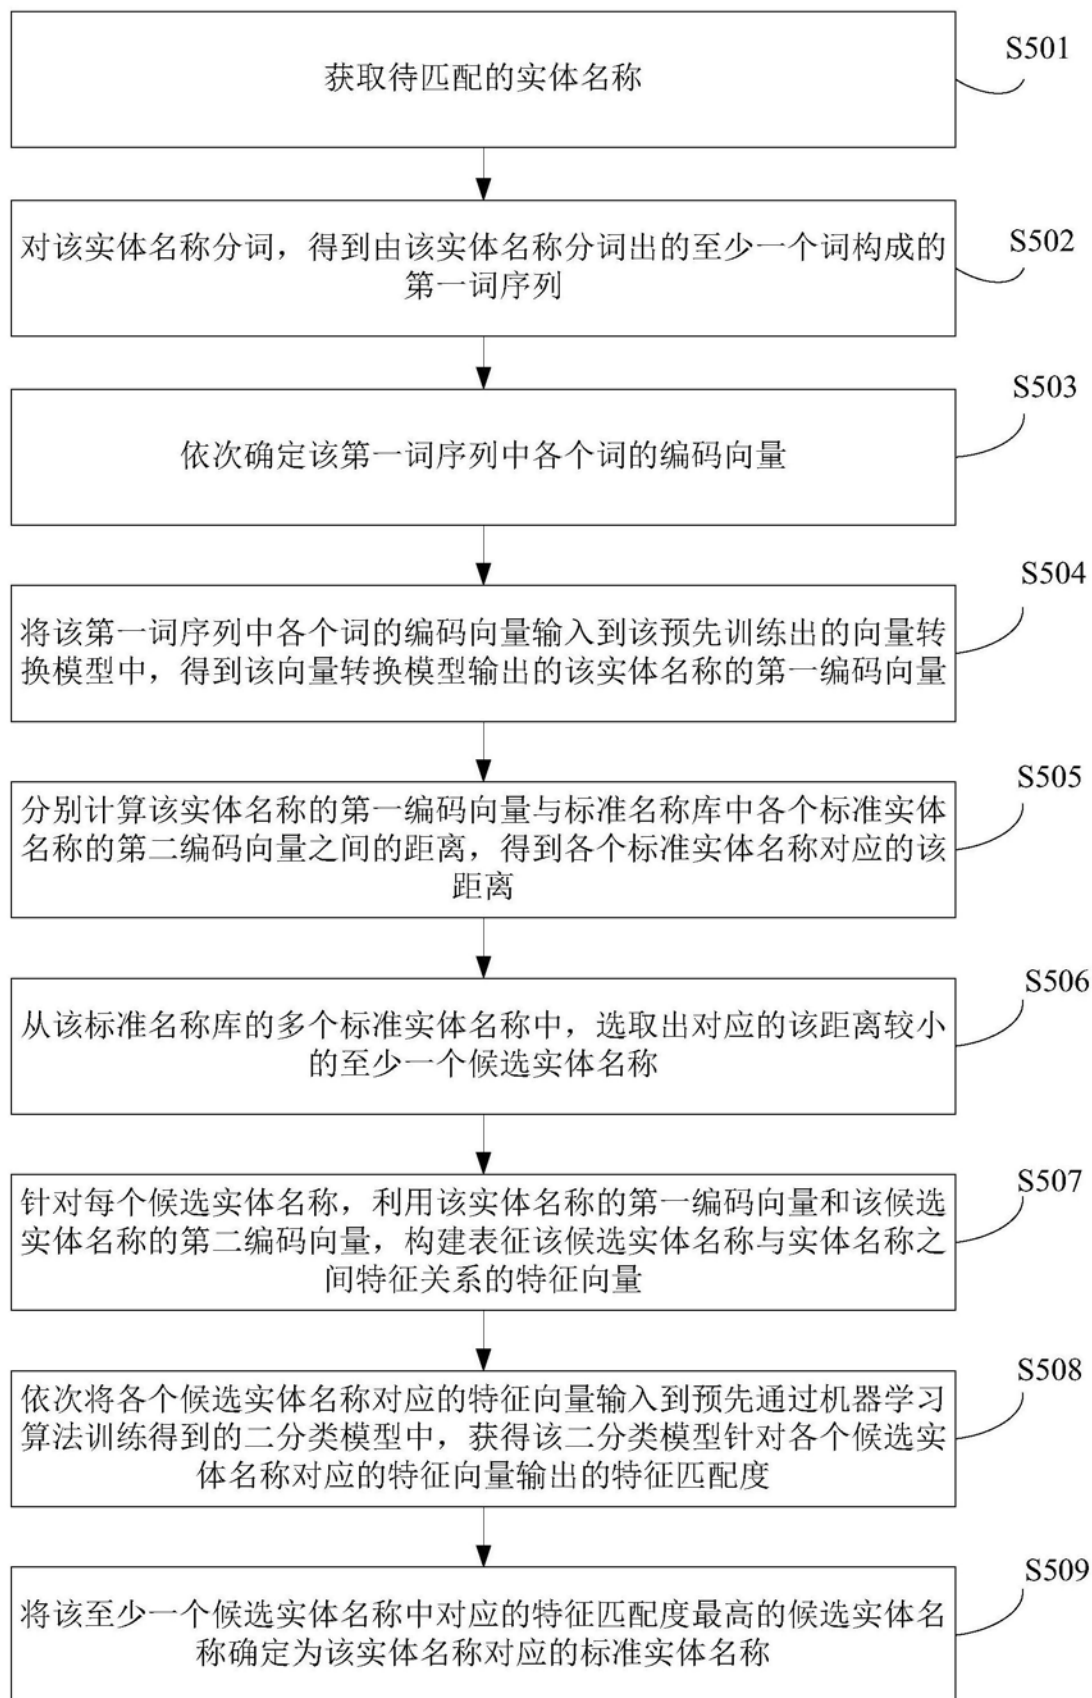 获取待匹配的实体名称
S501
对该实体名称分词，得到由该实体名称分词出的至少一个词构成的
第一词序列
S502
依次确定该第一词序列中各个词的编码向量
S503
将该第一词序列中各个词的编码向量输入到该预先训练出的向量转
换模型中，得到该向量转换模型输出的该实体名称的第一编码向量
S504
分别计算该实体名称的第一编码向量与标准名称库中各个标准实体
名称的第二编码向量之间的距离，得到各个标准实体名称对应的该
距离
S505
从该标准名称库的多个标准实体名称中，选取出对应的该距离较小
的至少一个候选实体名称
S506
针对每个候选实体名称，利用该实体名称的第一编码向量和该候选
实体名称的第二编码向量，构建表征该候选实体名称与实体名称之
间特征关系的特征向量
S507
依次将各个候选实体名称对应的特征向量输入到预先通过机器学习
算法训练得到的二分类模型中，获得该二分类模型针对各个候选实
体名称对应的特征向量输出的特征匹配度
S508
将该至少一个候选实体名称中对应的特征匹配度最高的候选实体名
称确定为该实体名称对应的标准实体名称
S509